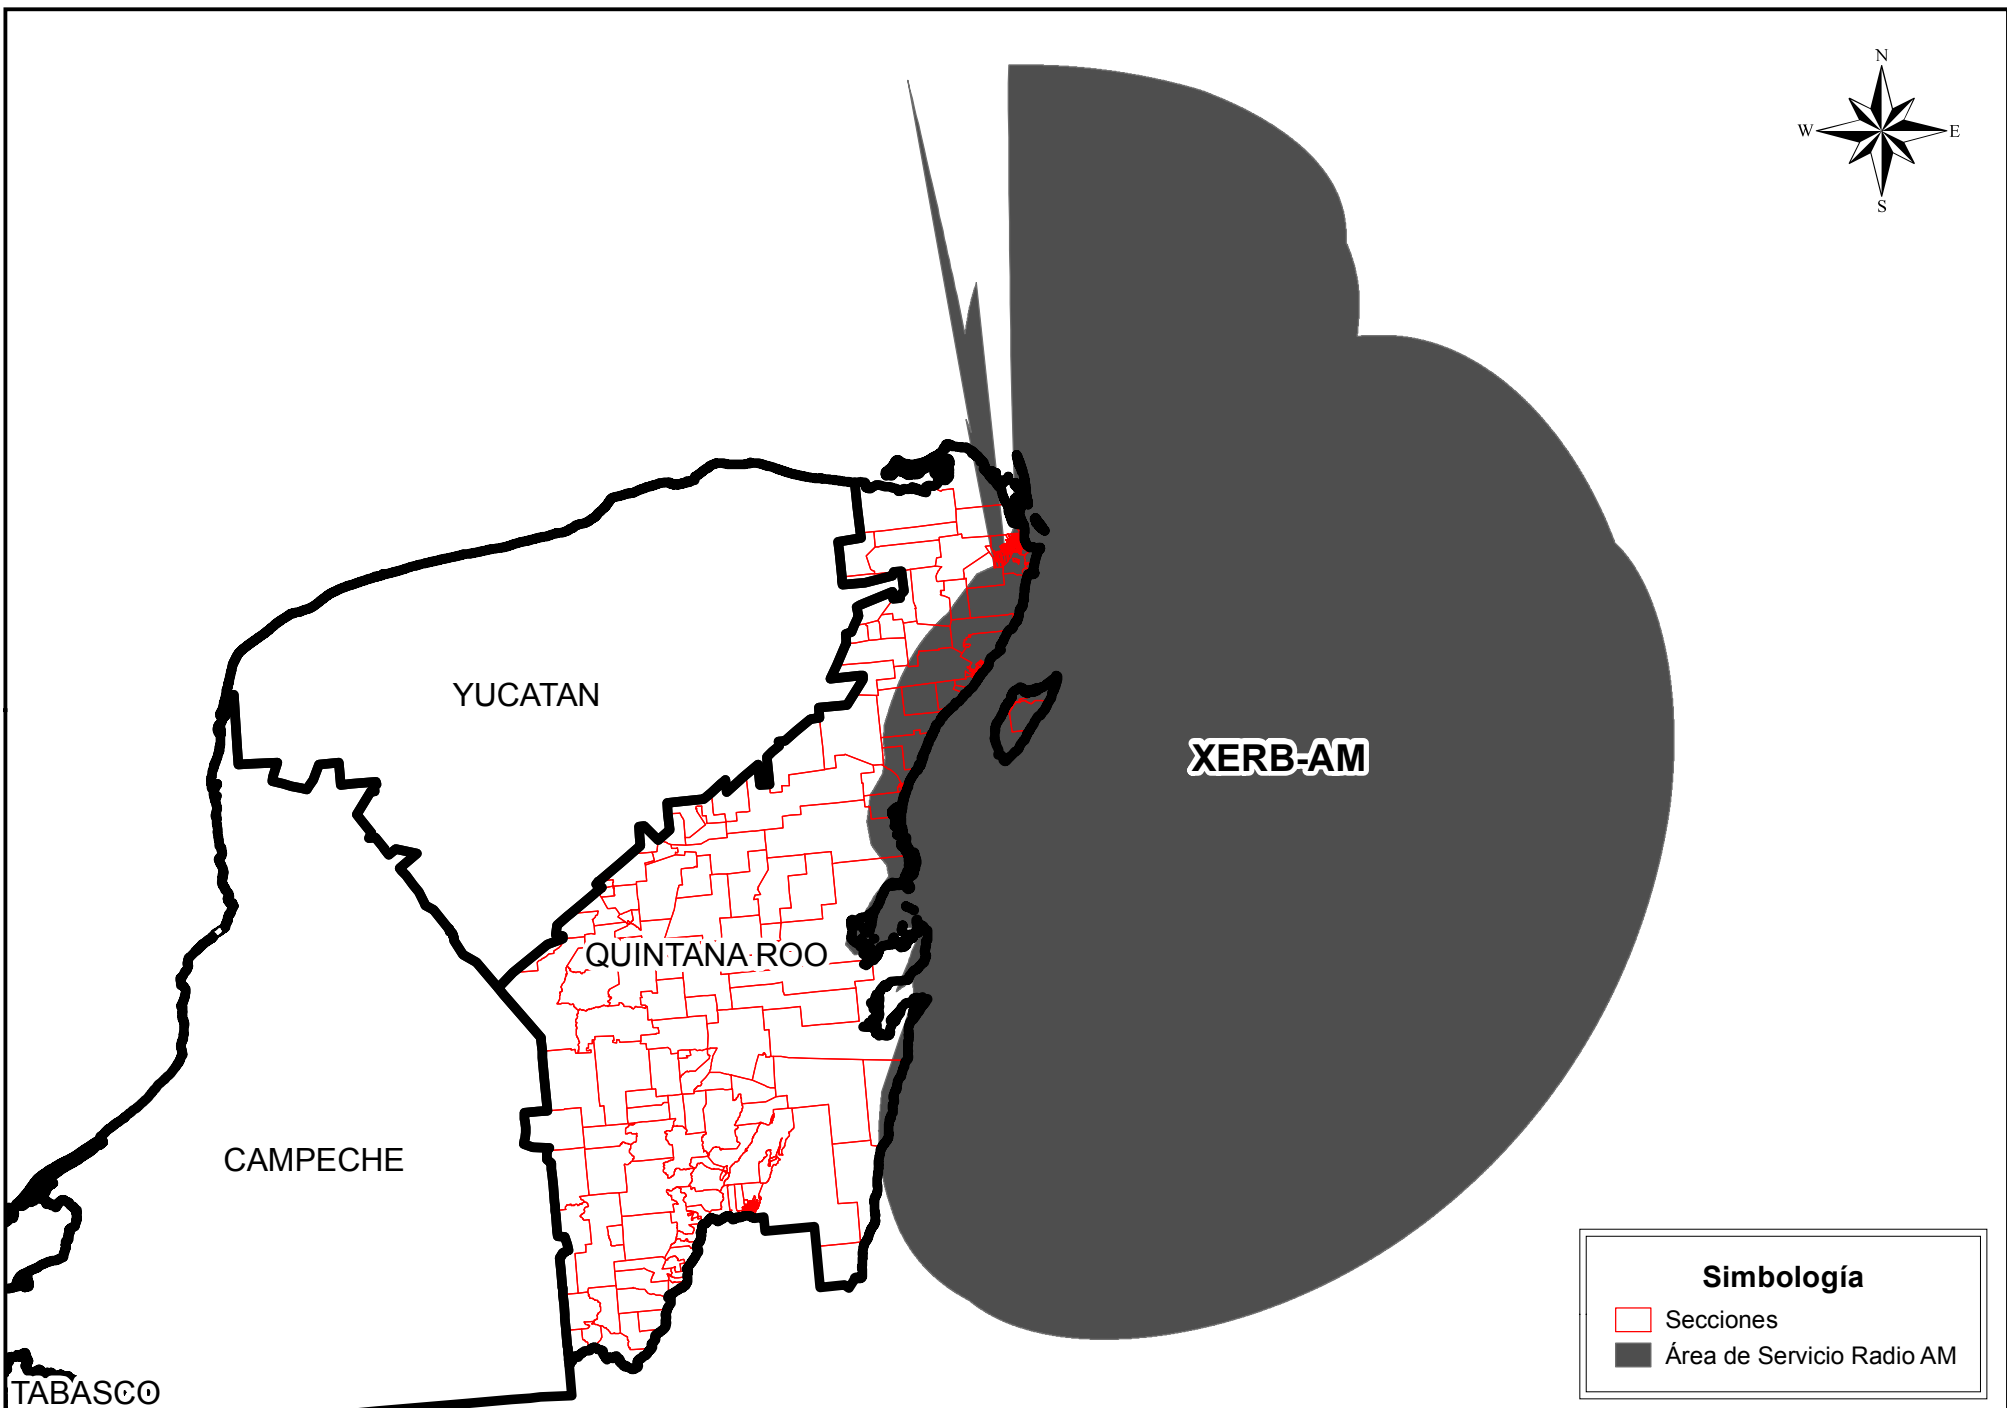 N
W
E
S
YUCATAN
XERB-AM
QUINTANA ROO
CAMPECHE
TABASCO
Simbología
Secciones
Área de Servicio Radio AM